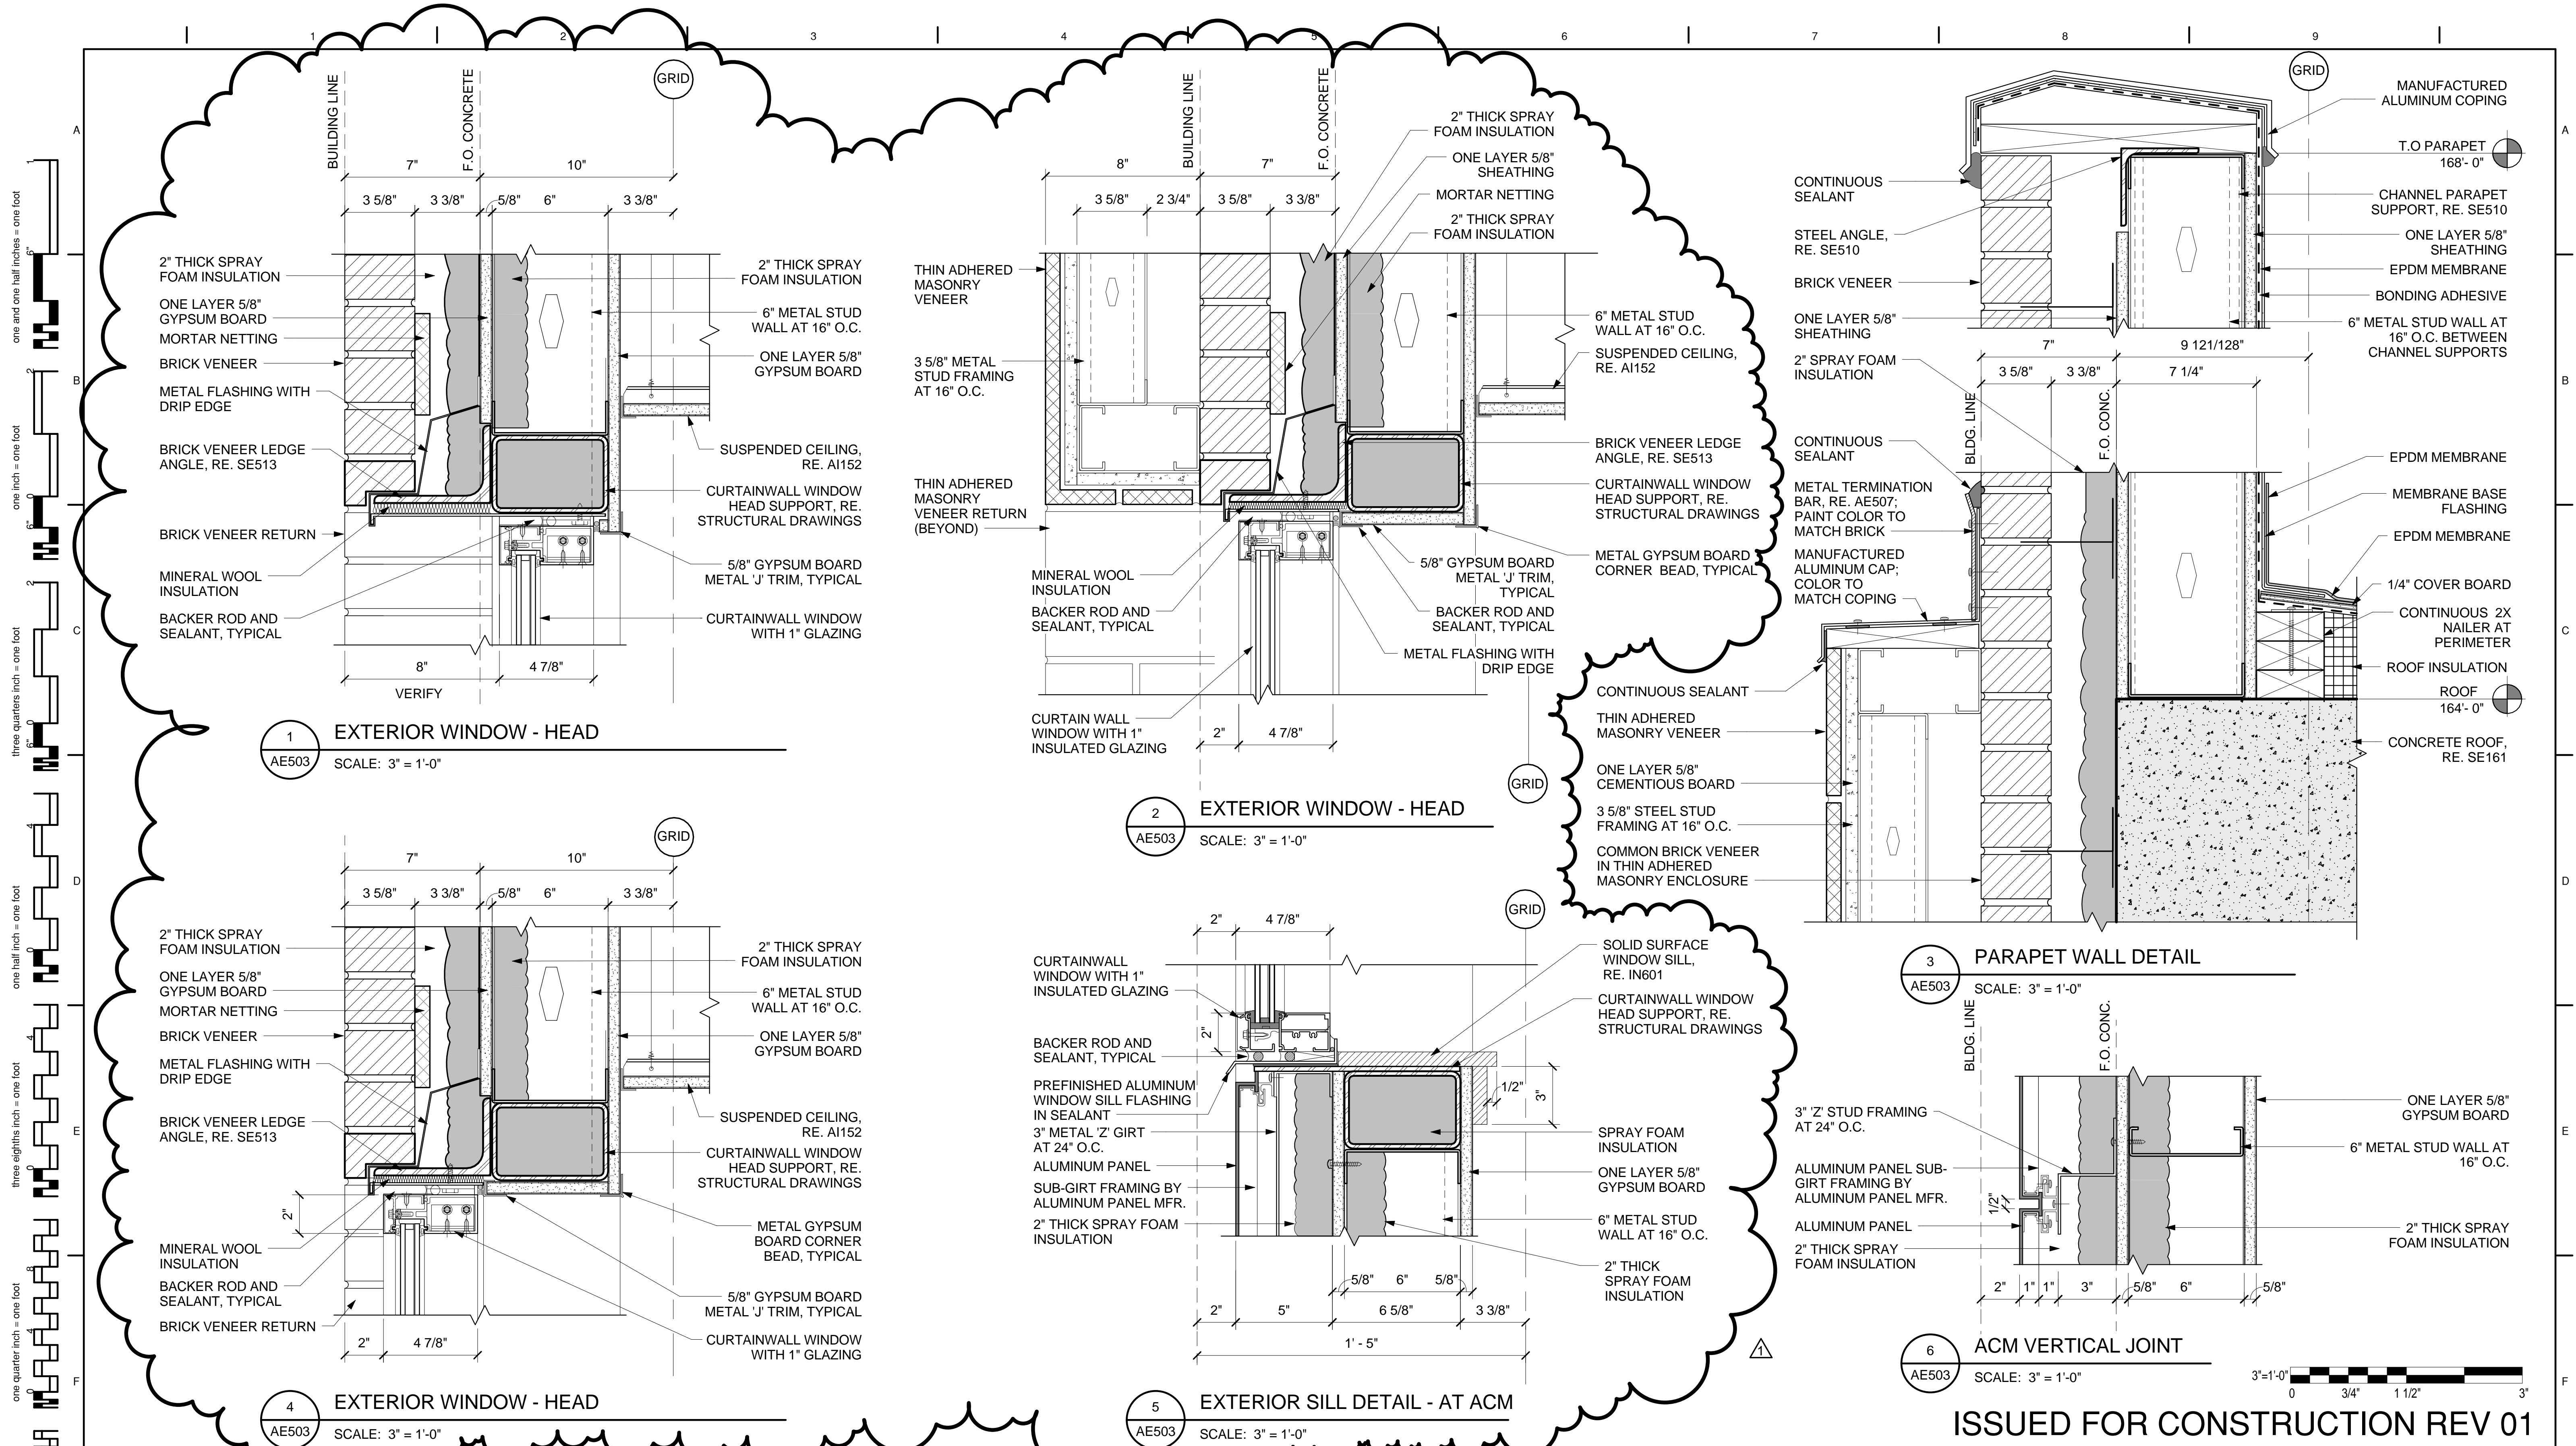 1
2
3
4
5
6
7
8
9
A
B
C
D
E
F
A
B
C
D
E
F
one and one half inches = one foot
one inch = one foot
three quarters inch = one foot
one half inch = one foot
three eighths inch = one foot
one quarter inch = one foot
BUILDING LINE
F.O. CONCRETE
GRID
7"
10"
3 5/8"
3 3/8"
5/8"
6"
3 3/8"
2" THICK SPRAY
FOAM INSULATION
ONE LAYER 5/8"
GYPSUM BOARD
MORTAR NETTING
BRICK VENEER
METAL FLASHING WITH
DRIP EDGE
BRICK VENEER LEDGE
ANGLE, RE. SE513
BRICK VENEER RETURN
MINERAL WOOL
INSULATION
BACKER ROD AND
SEALANT, TYPICAL
2" THICK SPRAY
FOAM INSULATION
6" METAL STUD
WALL AT 16" O.C.
ONE LAYER 5/8"
GYPSUM BOARD
SUSPENDED CEILING,
RE. AI152
CURTAINWALL WINDOW
HEAD SUPPORT, RE.
STRUCTURAL DRAWINGS
5/8" GYPSUM BOARD
METAL 'J' TRIM, TYPICAL
CURTAINWALL WINDOW
WITH 1" GLAZING
8"
4 7/8"
VERIFY
1
AE503
EXTERIOR WINDOW - HEAD
SCALE: 3" = 1'-0"
BUILDING LINE
F.O. CONCRETE
8"
7"
3 5/8"
2 3/4"
3 5/8"
3 3/8"
THIN ADHERED
MASONRY
VENEER
3 5/8" METAL
STUD FRAMING
AT 16" O.C.
THIN ADHERED
MASONRY
VENEER RETURN
(BEYOND)
MINERAL WOOL
INSULATION
BACKER ROD AND
SEALANT, TYPICAL
CURTAIN WALL
WINDOW WITH 1"
INSULATED GLAZING
2" THICK SPRAY
FOAM INSULATION
ONE LAYER 5/8"
SHEATHING
MORTAR NETTING
2" THICK SPRAY
FOAM INSULATION
6" METAL STUD
WALL AT 16" O.C.
SUSPENDED CEILING,
RE. AI152
BRICK VENEER LEDGE
ANGLE, RE. SE513
CURTAINWALL WINDOW
HEAD SUPPORT, RE.
STRUCTURAL DRAWINGS
METAL GYPSUM BOARD
CORNER BEAD, TYPICAL
5/8" GYPSUM BOARD
METAL 'J' TRIM,
TYPICAL
BACKER ROD AND
SEALANT, TYPICAL
METAL FLASHING WITH
DRIP EDGE
2"
4 7/8"
GRID
2
AE503
EXTERIOR WINDOW - HEAD
SCALE: 3" = 1'-0"
GRID
MANUFACTURED
ALUMINUM COPING
T.O PARAPET
168'- 0"
CHANNEL PARAPET
SUPPORT, RE. SE510
ONE LAYER 5/8"
SHEATHING
EPDM MEMBRANE
BONDING ADHESIVE
6" METAL STUD WALL AT
16" O.C. BETWEEN
CHANNEL SUPPORTS
CONTINUOUS
SEALANT
STEEL ANGLE,
RE. SE510
BRICK VENEER
ONE LAYER 5/8"
SHEATHING
2" SPRAY FOAM
INSULATION
7"
9 121/128"
3 5/8"
3 3/8"
7 1/4"
BLDG. LINE
F.O. CONC.
CONTINUOUS
SEALANT
METAL TERMINATION
BAR, RE. AE507;
PAINT COLOR TO
MATCH BRICK
MANUFACTURED
ALUMINUM CAP;
COLOR TO
MATCH COPING
EPDM MEMBRANE
MEMBRANE BASE
FLASHING
EPDM MEMBRANE
1/4" COVER BOARD
CONTINUOUS 2X
NAILER AT
PERIMETER
ROOF INSULATION
ROOF
164'- 0"
CONCRETE ROOF,
RE. SE161
CONTINUOUS SEALANT
THIN ADHERED
MASONRY VENEER
ONE LAYER 5/8"
CEMENTIOUS BOARD
3 5/8" STEEL STUD
FRAMING AT 16" O.C.
COMMON BRICK VENEER
IN THIN ADHERED
MASONRY ENCLOSURE
3
AE503
PARAPET WALL DETAIL
SCALE: 3" = 1'-0"
GRID
7"
10"
3 5/8"
3 3/8"
5/8"
6"
3 3/8"
2" THICK SPRAY
FOAM INSULATION
ONE LAYER 5/8"
GYPSUM BOARD
MORTAR NETTING
BRICK VENEER
METAL FLASHING WITH
DRIP EDGE
BRICK VENEER LEDGE
ANGLE, RE. SE513
2"
MINERAL WOOL
INSULATION
BACKER ROD AND
SEALANT, TYPICAL
BRICK VENEER RETURN
2" THICK SPRAY
FOAM INSULATION
6" METAL STUD
WALL AT 16" O.C.
ONE LAYER 5/8"
GYPSUM BOARD
SUSPENDED CEILING,
RE. AI152
CURTAINWALL WINDOW
HEAD SUPPORT, RE.
STRUCTURAL DRAWINGS
METAL GYPSUM
BOARD CORNER
BEAD, TYPICAL
5/8" GYPSUM BOARD
METAL 'J' TRIM, TYPICAL
CURTAINWALL WINDOW
WITH 1" GLAZING
2"
4 7/8"
4
AE503
EXTERIOR WINDOW - HEAD
SCALE: 3" = 1'-0"
GRID
2"
4 7/8"
CURTAINWALL
WINDOW WITH 1"
INSULATED GLAZING
2"
BACKER ROD AND
SEALANT, TYPICAL
PREFINISHED ALUMINUM
WINDOW SILL FLASHING
IN SEALANT
3" METAL 'Z' GIRT
AT 24" O.C.
ALUMINUM PANEL
SUB-GIRT FRAMING BY
ALUMINUM PANEL MFR.
2" THICK SPRAY FOAM
INSULATION
SOLID SURFACE
WINDOW SILL,
RE. IN601
CURTAINWALL WINDOW
HEAD SUPPORT, RE.
STRUCTURAL DRAWINGS
1/2"
3"
SPRAY FOAM
INSULATION
ONE LAYER 5/8"
GYPSUM BOARD
6" METAL STUD
WALL AT 16" O.C.
2" THICK
SPRAY FOAM
INSULATION
5/8"
6"
5/8"
2"
5"
6 5/8"
3 3/8"
1' - 5"
1
5
AE503
EXTERIOR SILL DETAIL - AT ACM
SCALE: 3" = 1'-0"
BLDG. LINE
F.O. CONC.
3" 'Z' STUD FRAMING
AT 24" O.C.
ALUMINUM PANEL SUB-
GIRT FRAMING BY
ALUMINUM PANEL MFR.
1/2"
ALUMINUM PANEL
2" THICK SPRAY
FOAM INSULATION
ONE LAYER 5/8"
GYPSUM BOARD
6" METAL STUD WALL AT
16" O.C.
2" THICK SPRAY
FOAM INSULATION
2"
1"
1"
3"
5/8"
6"
5/8"
6
AE503
ACM VERTICAL JOINT
SCALE: 3" = 1'-0"
3"=1'-0"
0
3/4"
1 1/2"
3"
ISSUED FOR CONSTRUCTION REV 01